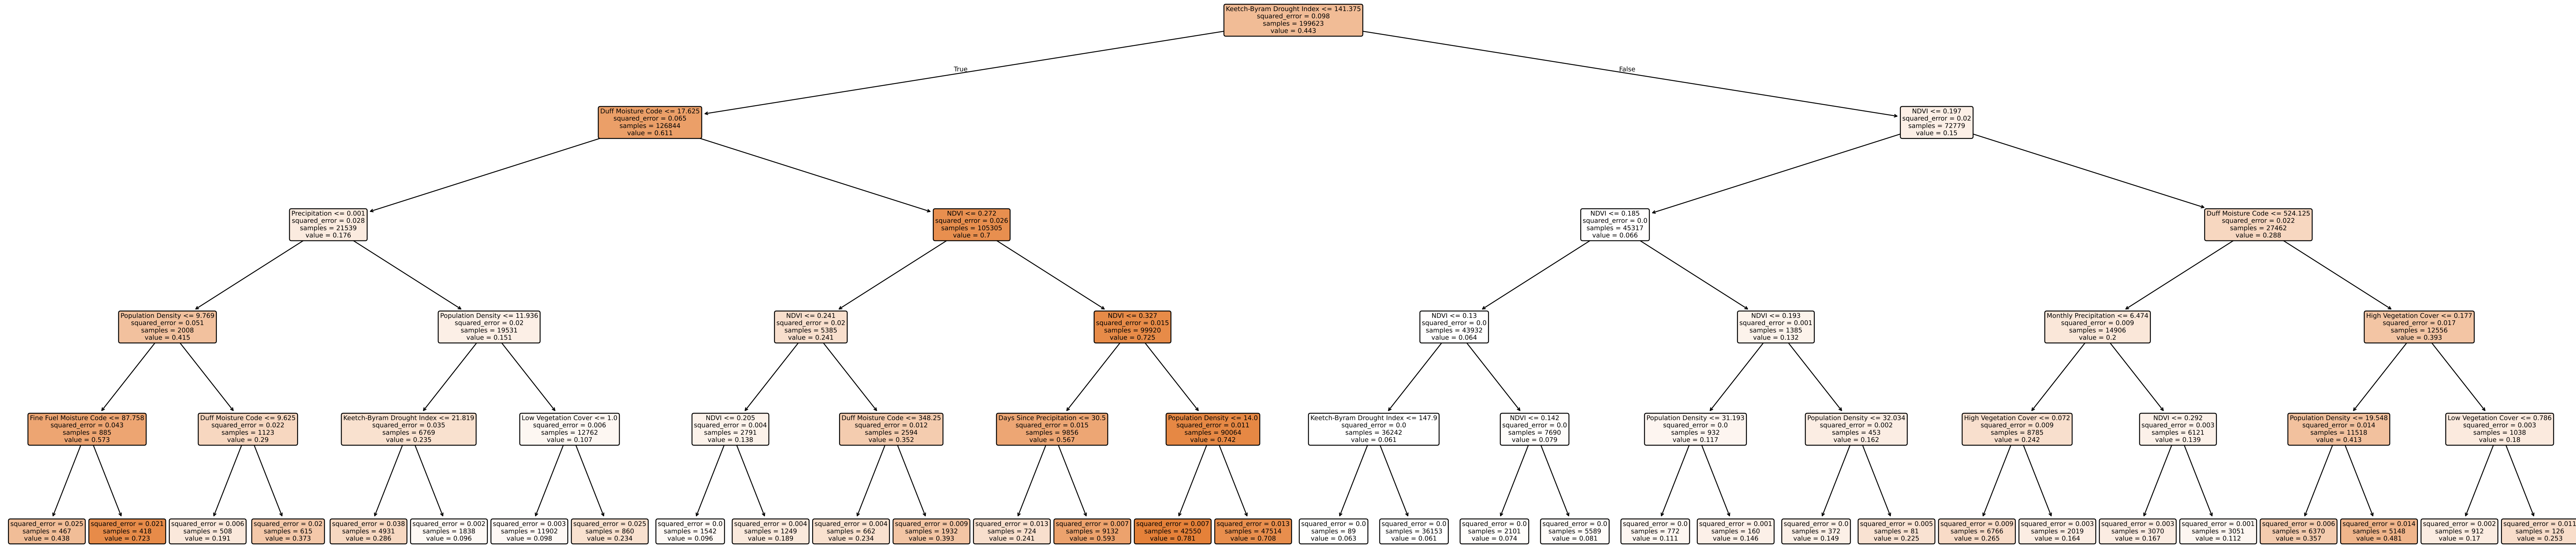 Keetch-Byram Drought Index <= 141.375
squared_error = 0.098
samples = 199623
value = 0.443
True
False
Duff Moisture Code <= 17.625
squared_error = 0.065
samples = 126844
value = 0.611
NDVI <= 0.197
squared_error = 0.02
samples = 72779
value = 0.15
Precipitation <= 0.001
squared_error = 0.028
samples = 21539
value = 0.176
NDVI <= 0.272
squared_error = 0.026
samples = 105305
value = 0.7
NDVI <= 0.185
squared_error = 0.0
samples = 45317
value = 0.066
Duff Moisture Code <= 524.125
squared_error = 0.022
samples = 27462
value = 0.288
Population Density <= 9.769
squared_error = 0.051
samples = 2008
value = 0.415
Population Density <= 11.936
squared_error = 0.02
samples = 19531
value = 0.151
NDVI <= 0.241
squared_error = 0.02
samples = 5385
value = 0.241
NDVI <= 0.327
squared_error = 0.015
samples = 99920
value = 0.725
NDVI <= 0.13
squared_error = 0.0
samples = 43932
value = 0.064
NDVI <= 0.193
squared_error = 0.001
samples = 1385
value = 0.132
Monthly Precipitation <= 6.474
squared_error = 0.009
samples = 14906
value = 0.2
High Vegetation Cover <= 0.177
squared_error = 0.017
samples = 12556
value = 0.393
Fine Fuel Moisture Code <= 87.758
squared_error = 0.043
samples = 885
value = 0.573
Duff Moisture Code <= 9.625
squared_error = 0.022
samples = 1123
value = 0.29
Keetch-Byram Drought Index <= 21.819
squared_error = 0.035
samples = 6769
value = 0.235
Low Vegetation Cover <= 1.0
squared_error = 0.006
samples = 12762
value = 0.107
NDVI <= 0.205
squared_error = 0.004
samples = 2791
value = 0.138
Duff Moisture Code <= 348.25
squared_error = 0.012
samples = 2594
value = 0.352
Days Since Precipitation <= 30.5
squared_error = 0.015
samples = 9856
value = 0.567
Population Density <= 14.0
squared_error = 0.011
samples = 90064
value = 0.742
Keetch-Byram Drought Index <= 147.9
squared_error = 0.0
samples = 36242
value = 0.061
NDVI <= 0.142
squared_error = 0.0
samples = 7690
value = 0.079
Population Density <= 31.193
squared_error = 0.0
samples = 932
value = 0.117
Population Density <= 32.034
squared_error = 0.002
samples = 453
value = 0.162
High Vegetation Cover <= 0.072
squared_error = 0.009
samples = 8785
value = 0.242
NDVI <= 0.292
squared_error = 0.003
samples = 6121
value = 0.139
Population Density <= 19.548
squared_error = 0.014
samples = 11518
value = 0.413
Low Vegetation Cover <= 0.786
squared_error = 0.003
samples = 1038
value = 0.18
squared_error = 0.025
samples = 467
value = 0.438
squared_error = 0.021
samples = 418
value = 0.723
squared_error = 0.006
samples = 508
value = 0.191
squared_error = 0.02
samples = 615
value = 0.373
squared_error = 0.038
samples = 4931
value = 0.286
squared_error = 0.002
samples = 1838
value = 0.096
squared_error = 0.003
samples = 11902
value = 0.098
squared_error = 0.025
samples = 860
value = 0.234
squared_error = 0.0
samples = 1542
value = 0.096
squared_error = 0.004
samples = 1249
value = 0.189
squared_error = 0.004
samples = 662
value = 0.234
squared_error = 0.009
samples = 1932
value = 0.393
squared_error = 0.013
samples = 724
value = 0.241
squared_error = 0.007
samples = 9132
value = 0.593
squared_error = 0.007
samples = 42550
value = 0.781
squared_error = 0.013
samples = 47514
value = 0.708
squared_error = 0.0
samples = 89
value = 0.063
squared_error = 0.0
samples = 36153
value = 0.061
squared_error = 0.0
samples = 2101
value = 0.074
squared_error = 0.0
samples = 5589
value = 0.081
squared_error = 0.0
samples = 772
value = 0.111
squared_error = 0.001
samples = 160
value = 0.146
squared_error = 0.0
samples = 372
value = 0.149
squared_error = 0.005
samples = 81
value = 0.225
squared_error = 0.009
samples = 6766
value = 0.265
squared_error = 0.003
samples = 2019
value = 0.164
squared_error = 0.003
samples = 3070
value = 0.167
squared_error = 0.001
samples = 3051
value = 0.112
squared_error = 0.006
samples = 6370
value = 0.357
squared_error = 0.014
samples = 5148
value = 0.481
squared_error = 0.002
samples = 912
value = 0.17
squared_error = 0.011
samples = 126
value = 0.253